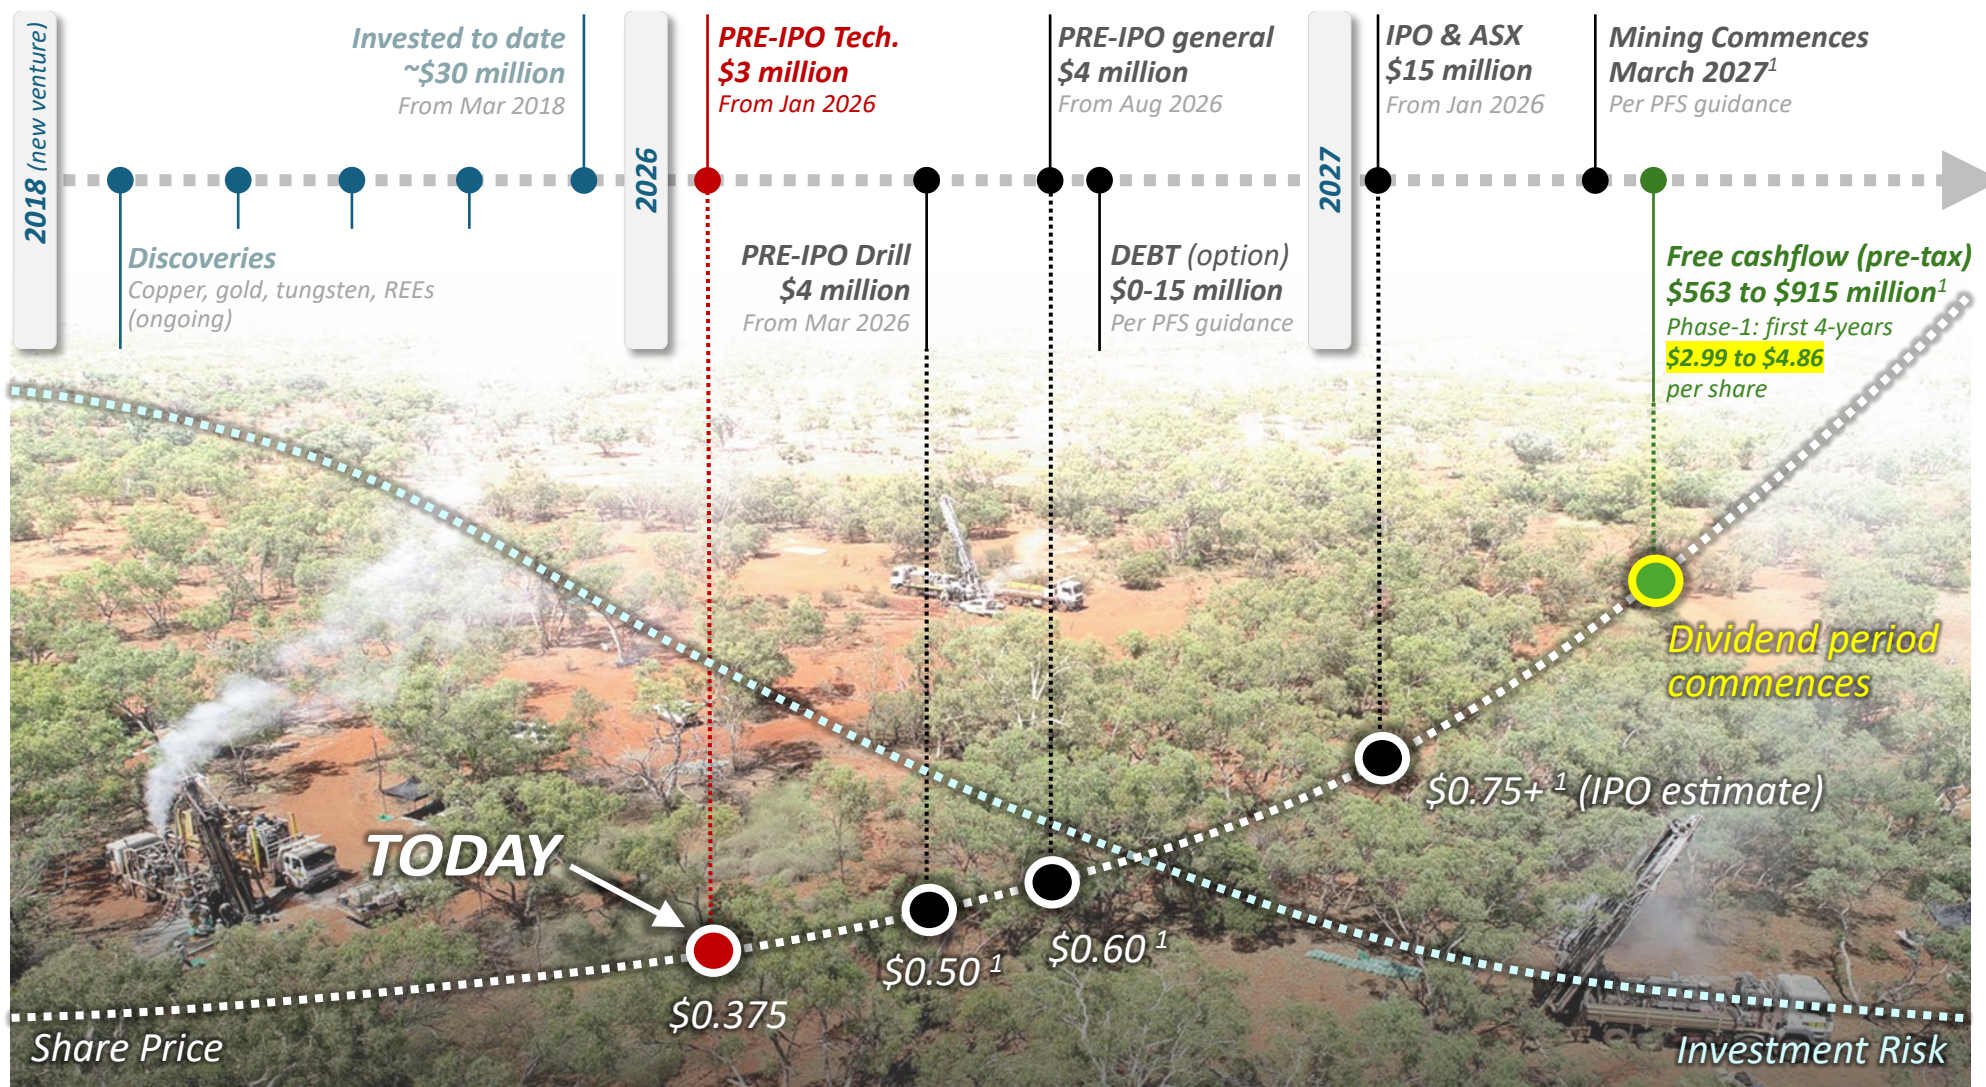 2018 (new venture)
Invested to date
~$30 million
From Mar 2018
Discoveries
Copper, gold, tungsten, REEs
(ongoing)
2026
PRE-IPO Tech.
$3 million
From Jan 2026
PRE-IPO Drill
$4 million
From Mar 2026
PRE-IPO general
$4 million
From Aug 2026
DEBT (option)
$0-15 million
Per PFS guidance
2027
IPO & ASX
$15 million
From Jan 2026
Mining Commences
March 2027¹
Per PFS guidance
Free cashflow (pre-tax)
$563 to $915 million¹
Phase-1: first 4-years
$2.99 to $4.86
per share
Dividend period
commences
$0.75+ ¹ (IPO estimate)
TODAY
$0.60 ¹
$0.50 ¹
$0.375
Share Price
Investment Risk